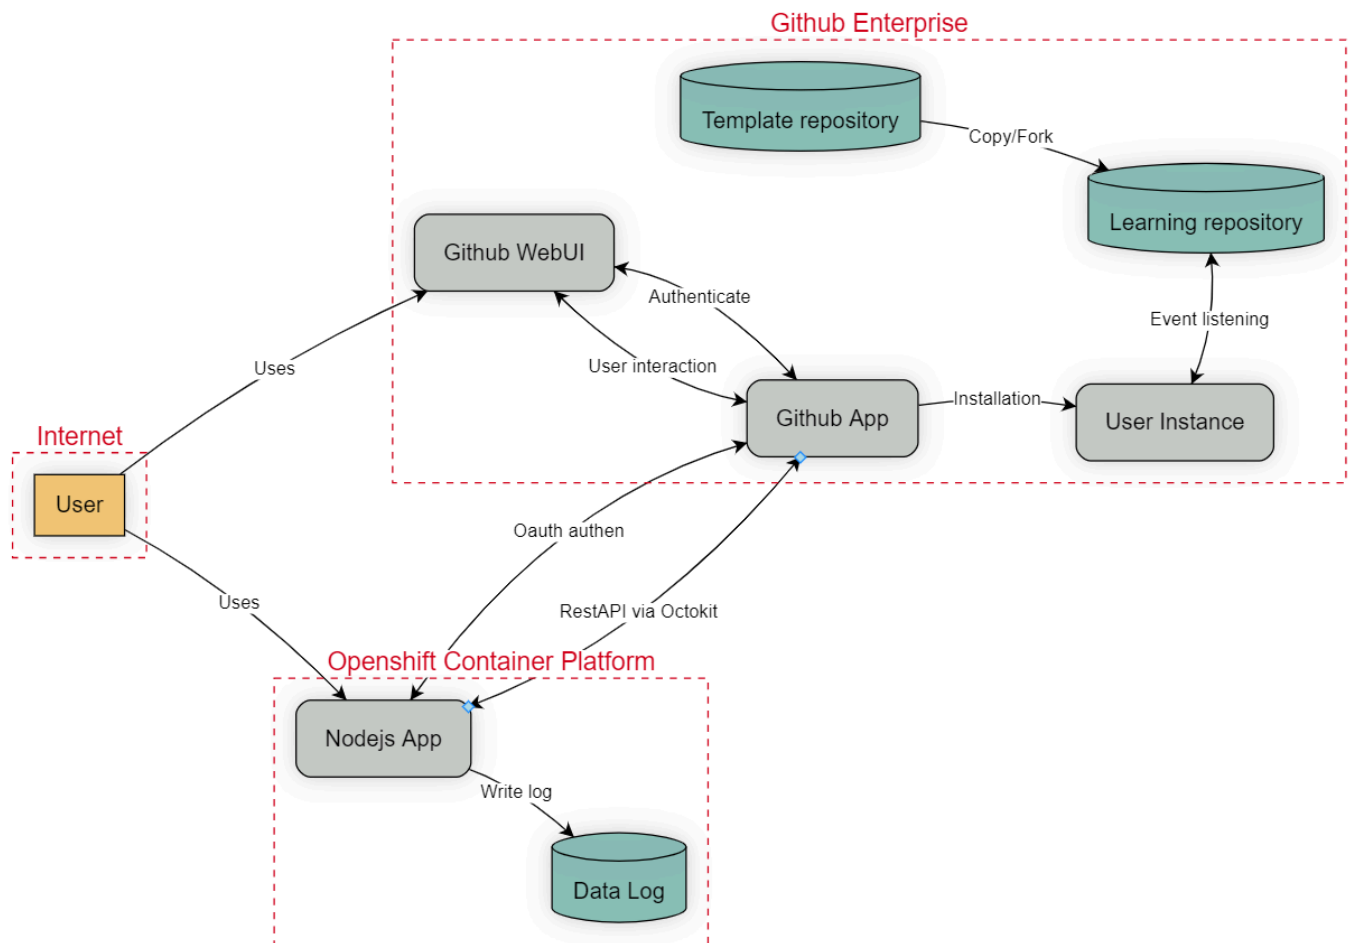 Github Enterprise
Template repository
Copy/Fork
Learning repository
Github WebUI
Authenticate
Event listening
User interaction
Uses
Installation
Github App
User Instance
Internet
User
Oauth authen
Uses
RestAPI via Octokit
Openshift Container Platform
Nodejs App
Write log
Data Log